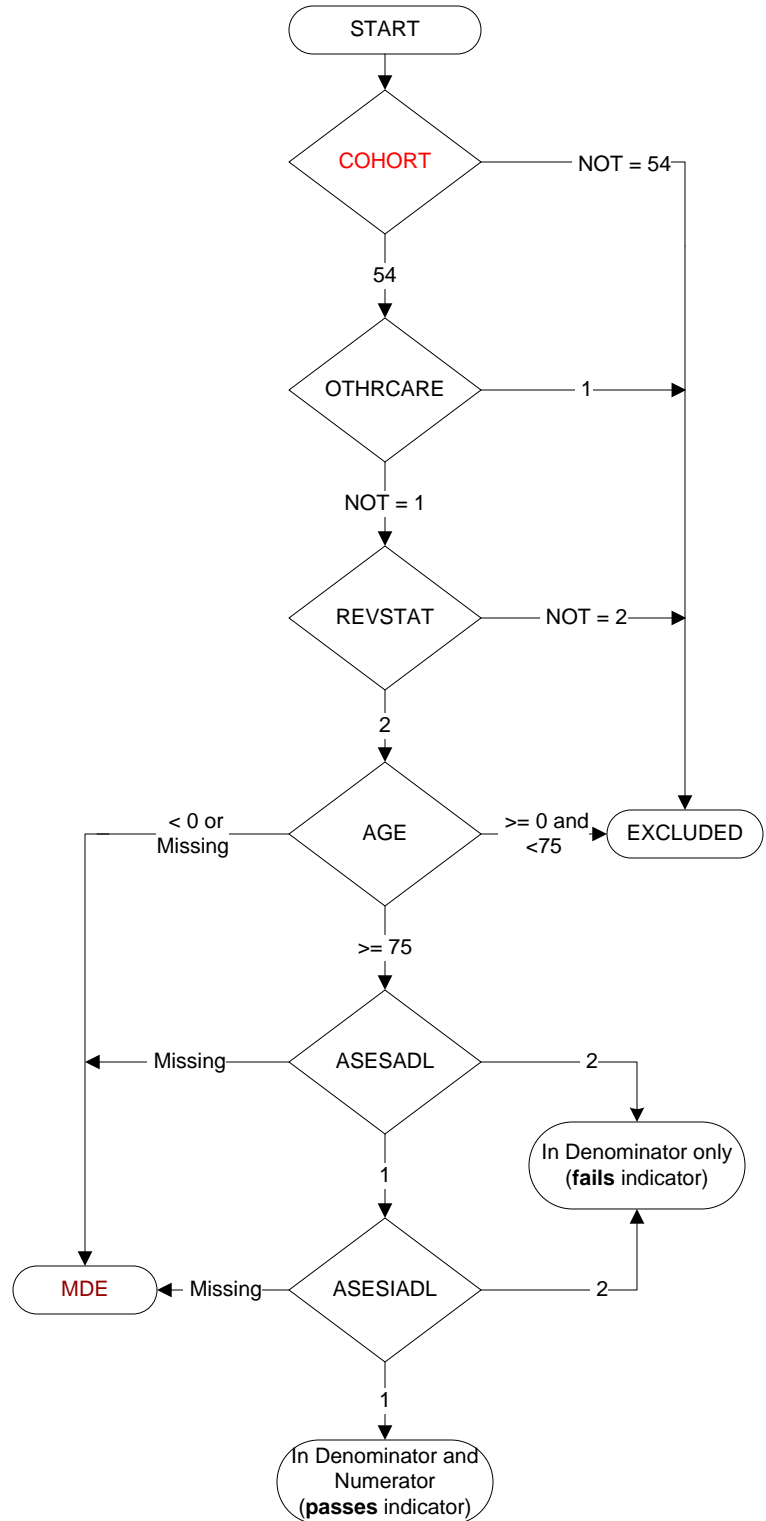 START
COHORT
NOT = 54
54
OTHRCARE
1
NOT = 1
REVSTAT
NOT = 2
2
< 0 or
Missing
AGE
>= 0 and
<75
EXCLUDED
>= 75
Missing
ASESADL
2
In Denominator only
(fails indicator)
1
MDE
Missing
ASESIADL
2
1
In Denominator and
Numerator
(passes indicator)